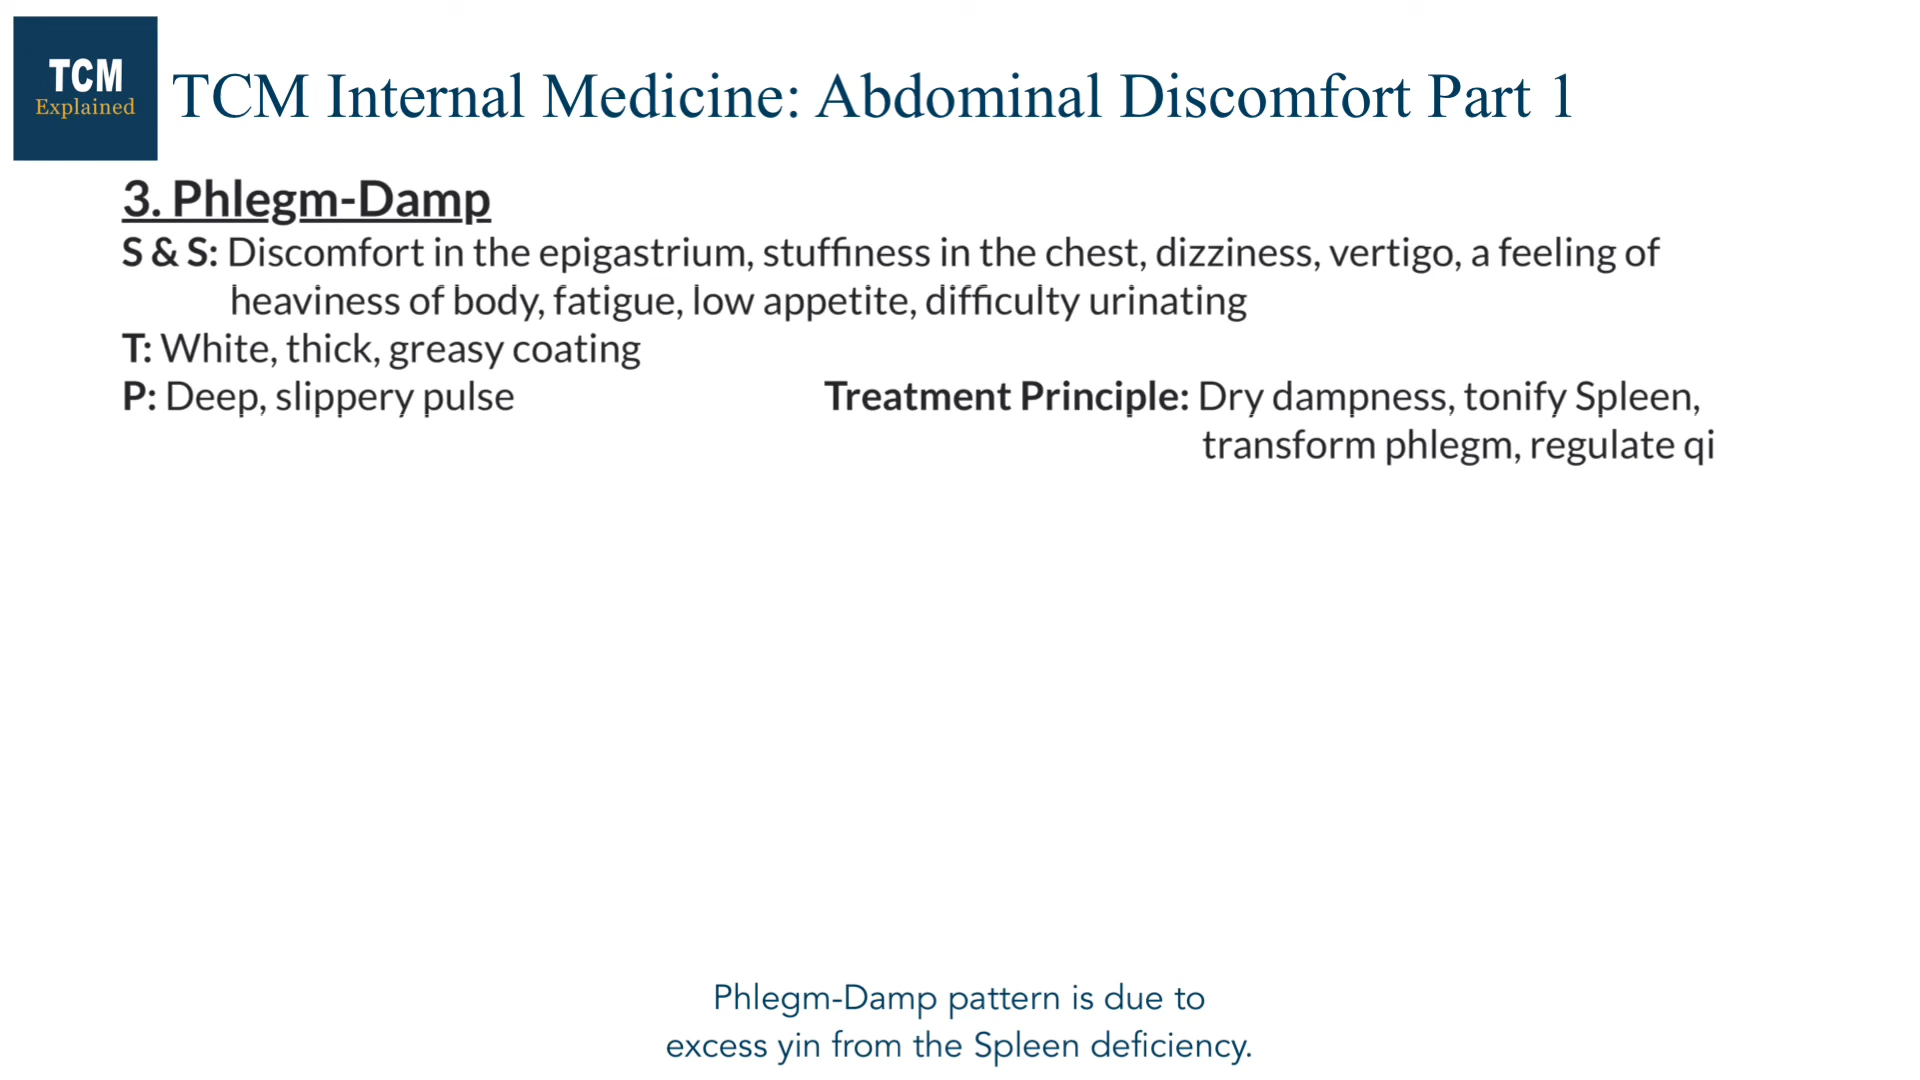 TCM
Explained
TCM Internal Medicine: Abdominal Discomfort Part 1
3. Phlegm-Damp
S & S: Discomfort in the epigastrium, stuffiness in the chest, dizziness, vertigo, a feeling of
heaviness of body, fatigue, low appetite, difficulty urinating
T: White, thick, greasy coating
P: Deep, slippery pulse
Treatment Principle: Dry dampness, tonify Spleen,
transform phlegm, regulate qi
Phlegm-Damp pattern is due to
excess yin from the Spleen deficiency.